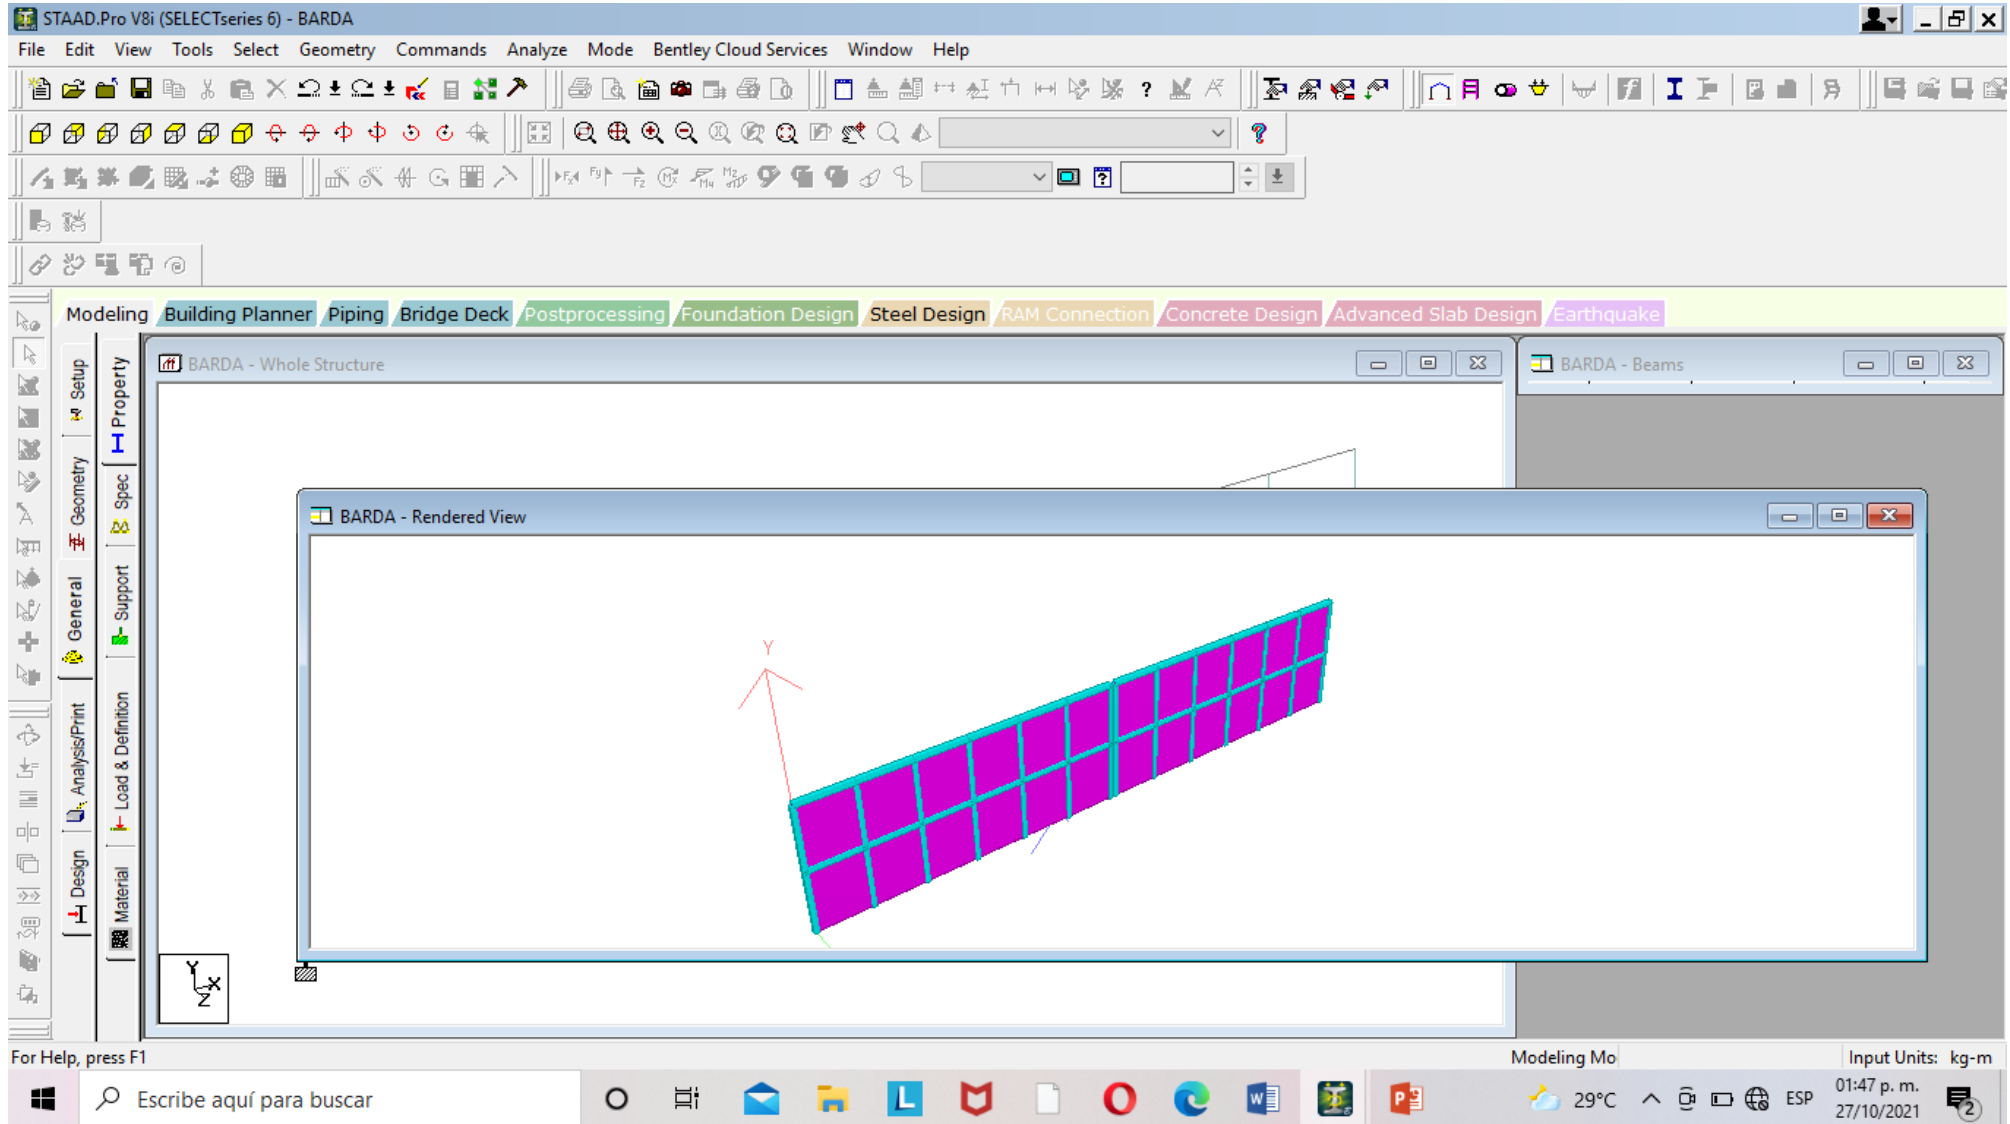 STAAD.Pro V8i (SELECTseries 6) - BARDA
File Edit View Tools Select Geometry Commands Analyze Mode Bentley Cloud Services Window Help
Modeling Building Planner Piping Bridge Deck Postprocessing Foundation Design Steel Design RAM Connection Concrete Design Advanced Slab Design Earthquake
Setup
Geometry
General
Analysis/Print
Design
Property
Spec
Support
Load & Definition
Material
BARDA - Whole Structure
BARDA - Beams
BARDA - Rendered View
Y
Y
X
Z
For Help, press F1
Modeling Mo
Input Units: kg-m
Escribe aquí para buscar
29°C
ESP
01:47 p. m.
27/10/2021
2